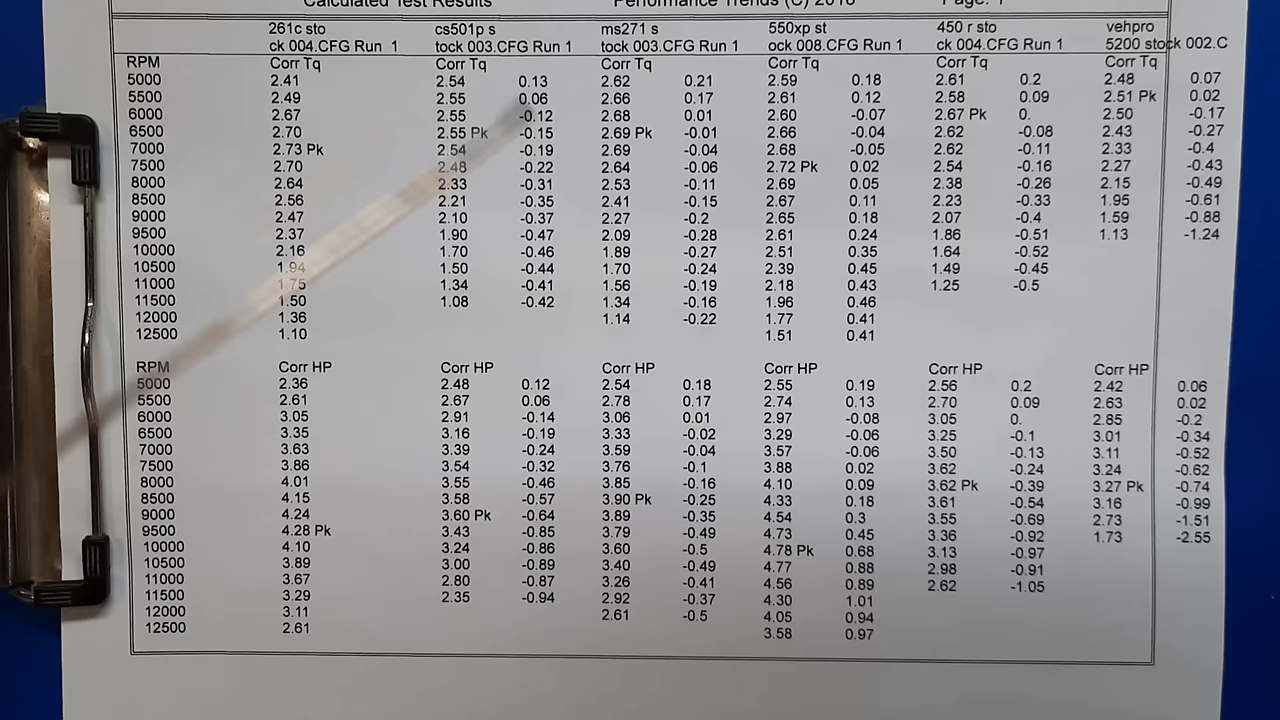 Calculated Test Results Performance Trends (C) 2016 Page: 1
261c sto cs501p s ms271 s 550xp st 450 r sto vehpro
ck 004.CFG Run 1 tock 003.CFG Run 1 tock 003.CFG Run 1 ock 008.CFG Run 1 ck 004.CFG Run 1 5200 stock 002.C
RPM Corr Tq Corr Tq Corr Tq Corr Tq Corr Tq Corr Tq
5000 2.41 2.54 0.13 2.62 0.21 2.59 0.18 2.61 0.2 2.48 0.07
5500 2.49 2.55 0.06 2.66 0.17 2.61 0.12 2.58 0.09 2.51 Pk 0.02
6000 2.67 2.55 -0.12 2.68 0.01 2.60 -0.07 2.67 Pk 0. 2.50 -0.17
6500 2.70 2.55 Pk -0.15 2.69 Pk -0.01 2.66 -0.04 2.62 -0.08 2.43 -0.27
7000 2.73 Pk 2.54 -0.19 2.69 -0.04 2.68 -0.05 2.62 -0.11 2.33 -0.4
7500 2.70 2.48 -0.22 2.64 -0.06 2.72 Pk 0.02 2.54 -0.16 2.27 -0.43
8000 2.64 2.33 -0.31 2.53 -0.11 2.69 0.05 2.38 -0.26 2.15 -0.49
8500 2.56 2.21 -0.35 2.41 -0.15 2.67 0.11 2.23 -0.33 1.95 -0.61
9000 2.47 2.10 -0.37 2.27 -0.2 2.65 0.18 2.07 -0.4 1.59 -0.88
9500 2.37 1.90 -0.47 2.09 -0.28 2.61 0.24 1.86 -0.51 1.13 -1.24
10000 2.16 1.70 -0.46 1.89 -0.27 2.51 0.35 1.64 -0.52
10500 1.94 1.50 -0.44 1.70 -0.24 2.39 0.45 1.49 -0.45
11000 1.75 1.34 -0.41 1.56 -0.19 2.18 0.43 1.25 -0.5
11500 1.50 1.08 -0.42 1.34 -0.16 1.96 0.46
12000 1.36 1.14 -0.22 1.77 0.41
12500 1.10 1.51 0.41
RPM Corr HP Corr HP Corr HP Corr HP Corr HP Corr HP
5000 2.36 2.48 0.12 2.54 0.18 2.55 0.19 2.56 0.2 2.42 0.06
5500 2.61 2.67 0.06 2.78 0.17 2.74 0.13 2.70 0.09 2.63 0.02
6000 3.05 2.91 -0.14 3.06 0.01 2.97 -0.08 3.05 0. 2.85 -0.2
6500 3.35 3.16 -0.19 3.33 -0.02 3.29 -0.06 3.25 -0.1 3.01 -0.34
7000 3.63 3.39 -0.24 3.59 -0.04 3.57 -0.06 3.50 -0.13 3.11 -0.52
7500 3.86 3.54 -0.32 3.76 -0.1 3.88 0.02 3.62 -0.24 3.24 -0.62
8000 4.01 3.55 -0.46 3.85 -0.16 4.10 0.09 3.62 Pk -0.39 3.27 Pk -0.74
8500 4.15 3.58 -0.57 3.90 Pk -0.25 4.33 0.18 3.61 -0.54 3.16 -0.99
9000 4.24 3.60 Pk -0.64 3.89 -0.35 4.54 0.3 3.55 -0.69 2.73 -1.51
9500 4.28 Pk 3.43 -0.85 3.79 -0.49 4.73 0.45 3.36 -0.92 1.73 -2.55
10000 4.10 3.24 -0.86 3.60 -0.5 4.78 Pk 0.68 3.13 -0.97
10500 3.89 3.00 -0.89 3.40 -0.49 4.77 0.88 2.98 -0.91
11000 3.67 2.80 -0.87 3.26 -0.41 4.56 0.89 2.62 -1.05
11500 3.29 2.35 -0.94 2.92 -0.37 4.30 1.01
12000 3.11 2.61 -0.5 4.05 0.94
12500 2.61 3.58 0.97